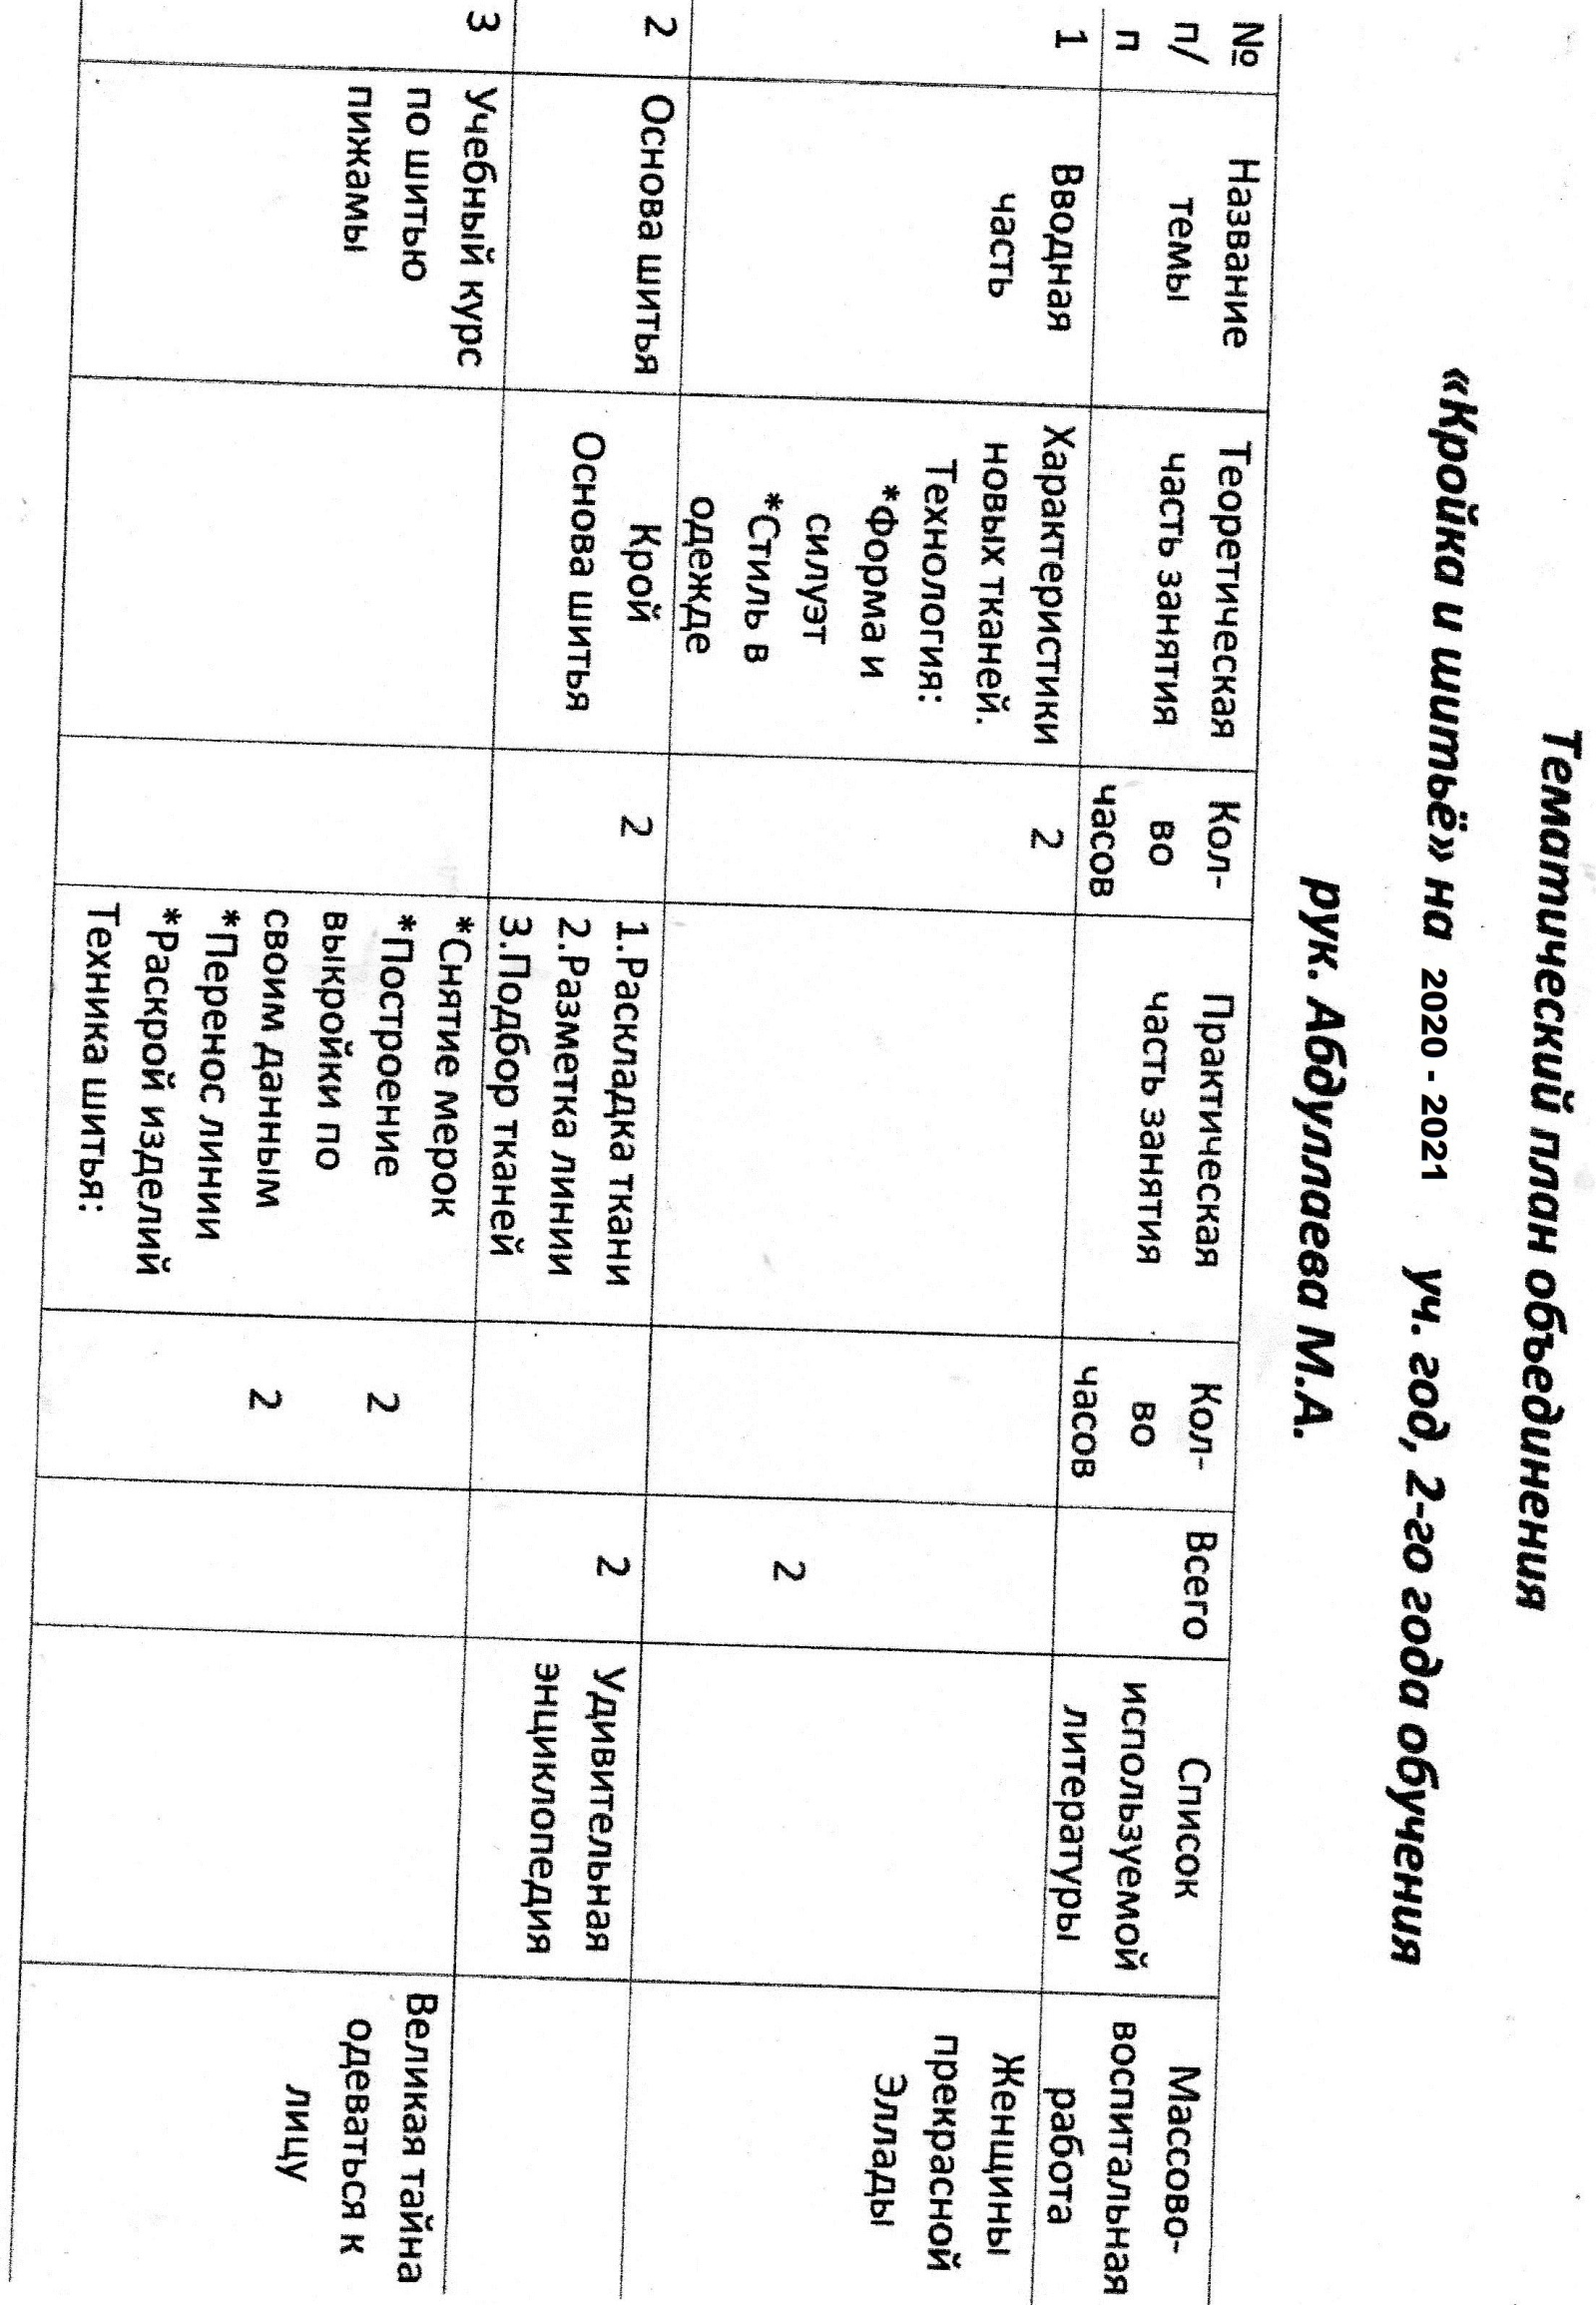 Тематический план объединения
«Кройка и шитьё» на 2020 - 2021 уч. год, 2-го года обучения
рук. Абдуллаева М.А.
№
п/
п
Название
темы
Теоретическая
часть занятия
Кол-
во
часов
Практическая
часть занятия
Кол-
во
часов
Всего
Список
используемой
литературы
Массово-
воспитальная
работа
1
Вводная
часть
Характеристики
новых тканей.
Технология:
*Форма и
силуэт
*Стиль в
одежде
2
2
Женщины
прекрасной
Эллады
2
Основа шитья
Крой
Основа шитья
2
1.Раскладка ткани
2.Разметка линии
3.Подбор тканей
2
Удивительная
энциклопедия
3
Учебный курс
по шитью
пижамы
*Снятие мерок
*Построение
выкройки по
своим данным
*Перенос линии
*Раскрой изделий
Техника шитья:
2
2
Великая тайна
одеваться к
лицу